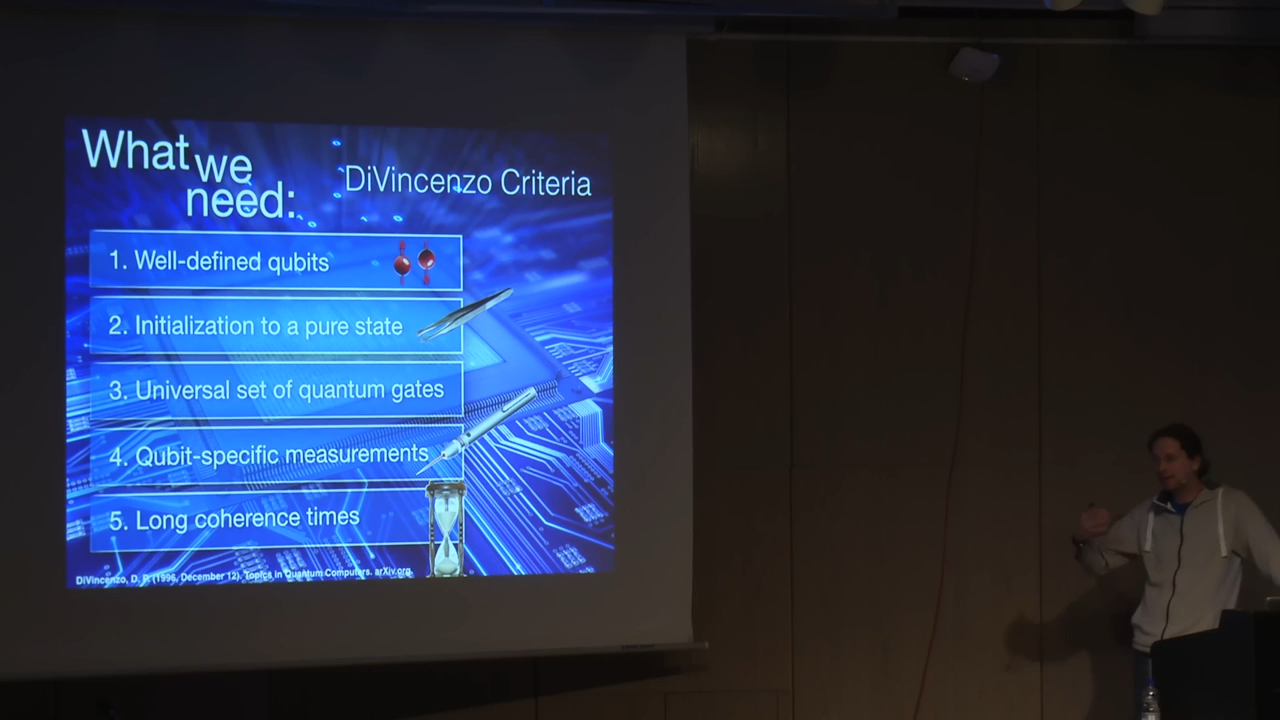 What we
need:
DiVincenzo Criteria
1. Well-defined qubits
2. Initialization to a pure state
3. Universal set of quantum gates
4. Qubit-specific measurements
5. Long coherence times
DiVincenzo, D. P. (1996, December 12). Topics in Quantum Computers. arXiv.org.